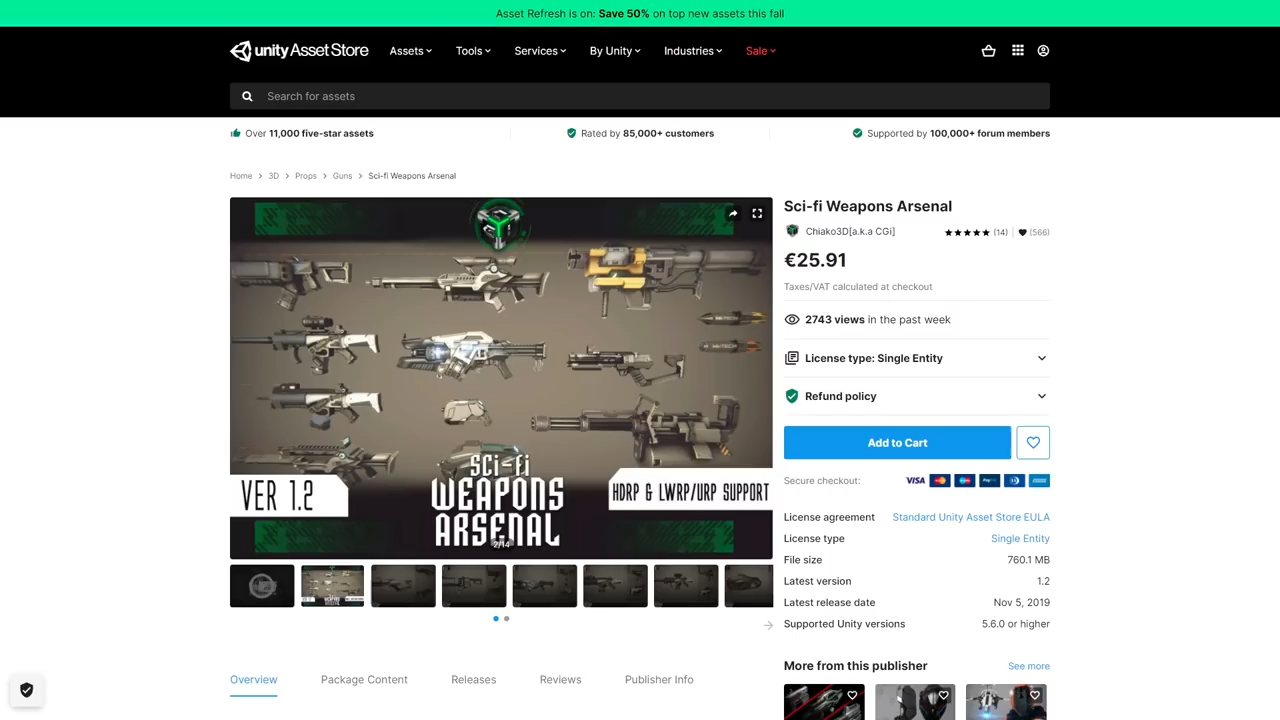 Asset Refresh is on: Save 50% on top new assets this fall
unity Asset Store
Assets Tools Services By Unity Industries Sale
Search for assets
Over 11,000 five-star assets
Rated by 85,000+ customers
Supported by 100,000+ forum members
Home > 3D > Props > Guns > Sci-fi Weapons Arsenal
VER 1.2
SCi-fi
WEAPONS
ARSENAL
HDRP & LWRP/URP SUPPORT
2/14
Sci-fi Weapons Arsenal
Chiako3D[a.k.a CGi]
(14) | (566)
€25.91
Taxes/VAT calculated at checkout
2743 views in the past week
License type: Single Entity
Refund policy
Add to Cart
Secure checkout:
VISA
License agreement Standard Unity Asset Store EULA
License type Single Entity
File size 760.1 MB
Latest version 1.2
Latest release date Nov 5, 2019
Supported Unity versions 5.6.0 or higher
More from this publisher See more
Overview Package Content Releases Reviews Publisher Info